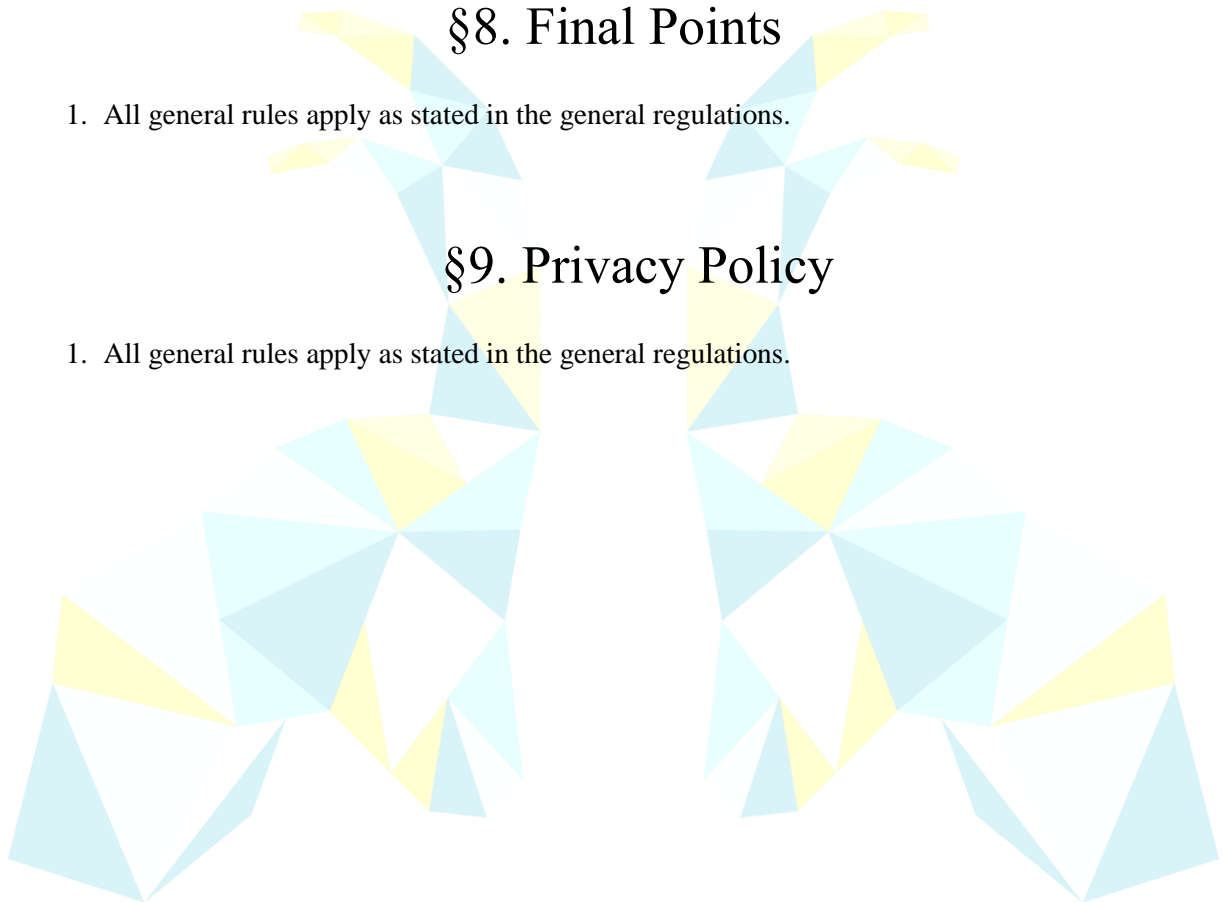 §8. Final Points
1. All general rules apply as stated in the general regulations.
§9. Privacy Policy
1. All general rules apply as stated in the general regulations.